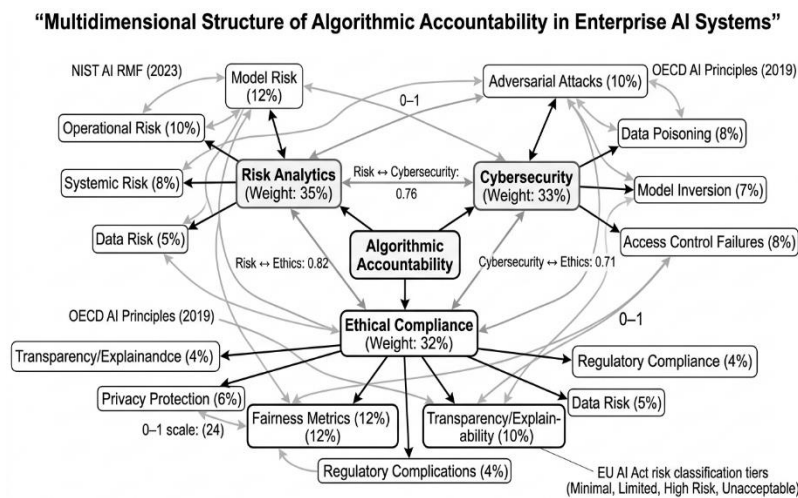 “Multidimensional Structure of Algorithmic Accountability in Enterprise AI Systems”
NIST AI RMF (2023)
Model Risk
(12%)
Adversarial Attacks (10%)
OECD AI Principles (2019)
0–1
Operational Risk (10%)
Data Poisoning (8%)
Systemic Risk (8%)
Risk Analytics
(Weight: 35%)
Risk ↔ Cybersecurity:
0.76
Cybersecurity
(Weight: 33%)
Model Inversion (7%)
Data Risk (5%)
Algorithmic
Accountability
Access Control Failures (8%)
Risk ↔ Ethics: 0.82
Cybersecurity ↔ Ethics: 0.71
OECD AI Principles (2019)
0–1
Ethical Compliance
(Weight: 32%)
Transparency/Explainandce (4%)
Regulatory Compliance (4%)
Privacy Protection (6%)
Data Risk (5%)
Fairness Metrics (12%)
(12%)
Transparency/Explain-
ability (10%)
0–1 scale: (24)
Regulatory Complications (4%)
EU AI Act risk classification tiers
(Minimal, Limited, High Risk, Unacceptable)